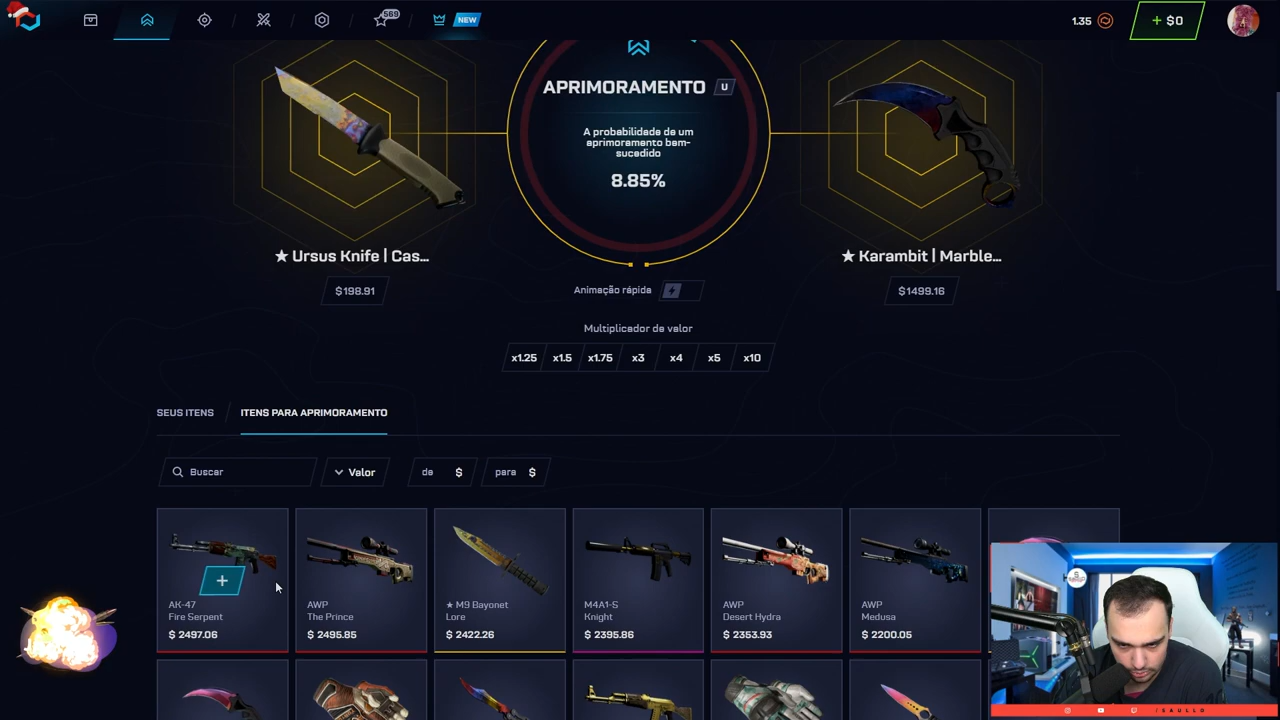 569
NEW
1.35
+ $0
APRIMORAMENTO U
A probabilidade de um
aprimoramento bem-
sucedido
8.85%
★ Ursus Knife | Cas...
$198.91
★ Karambit | Marble...
$1499.16
Animação rápida
Multiplicador de valor
x1.25 x1.5 x1.75 x3 x4 x5 x10
SEUS ITENS
ITENS PARA APRIMORAMENTO
Buscar
Valor
de $
para $
AK-47
Fire Serpent
$ 2497.06
AWP
The Prince
$ 2495.85
★ M9 Bayonet
Lore
$ 2422.26
M4A1-S
Knight
$ 2395.86
AWP
Desert Hydra
$ 2353.93
AWP
Medusa
$ 2200.05
/SAULLO